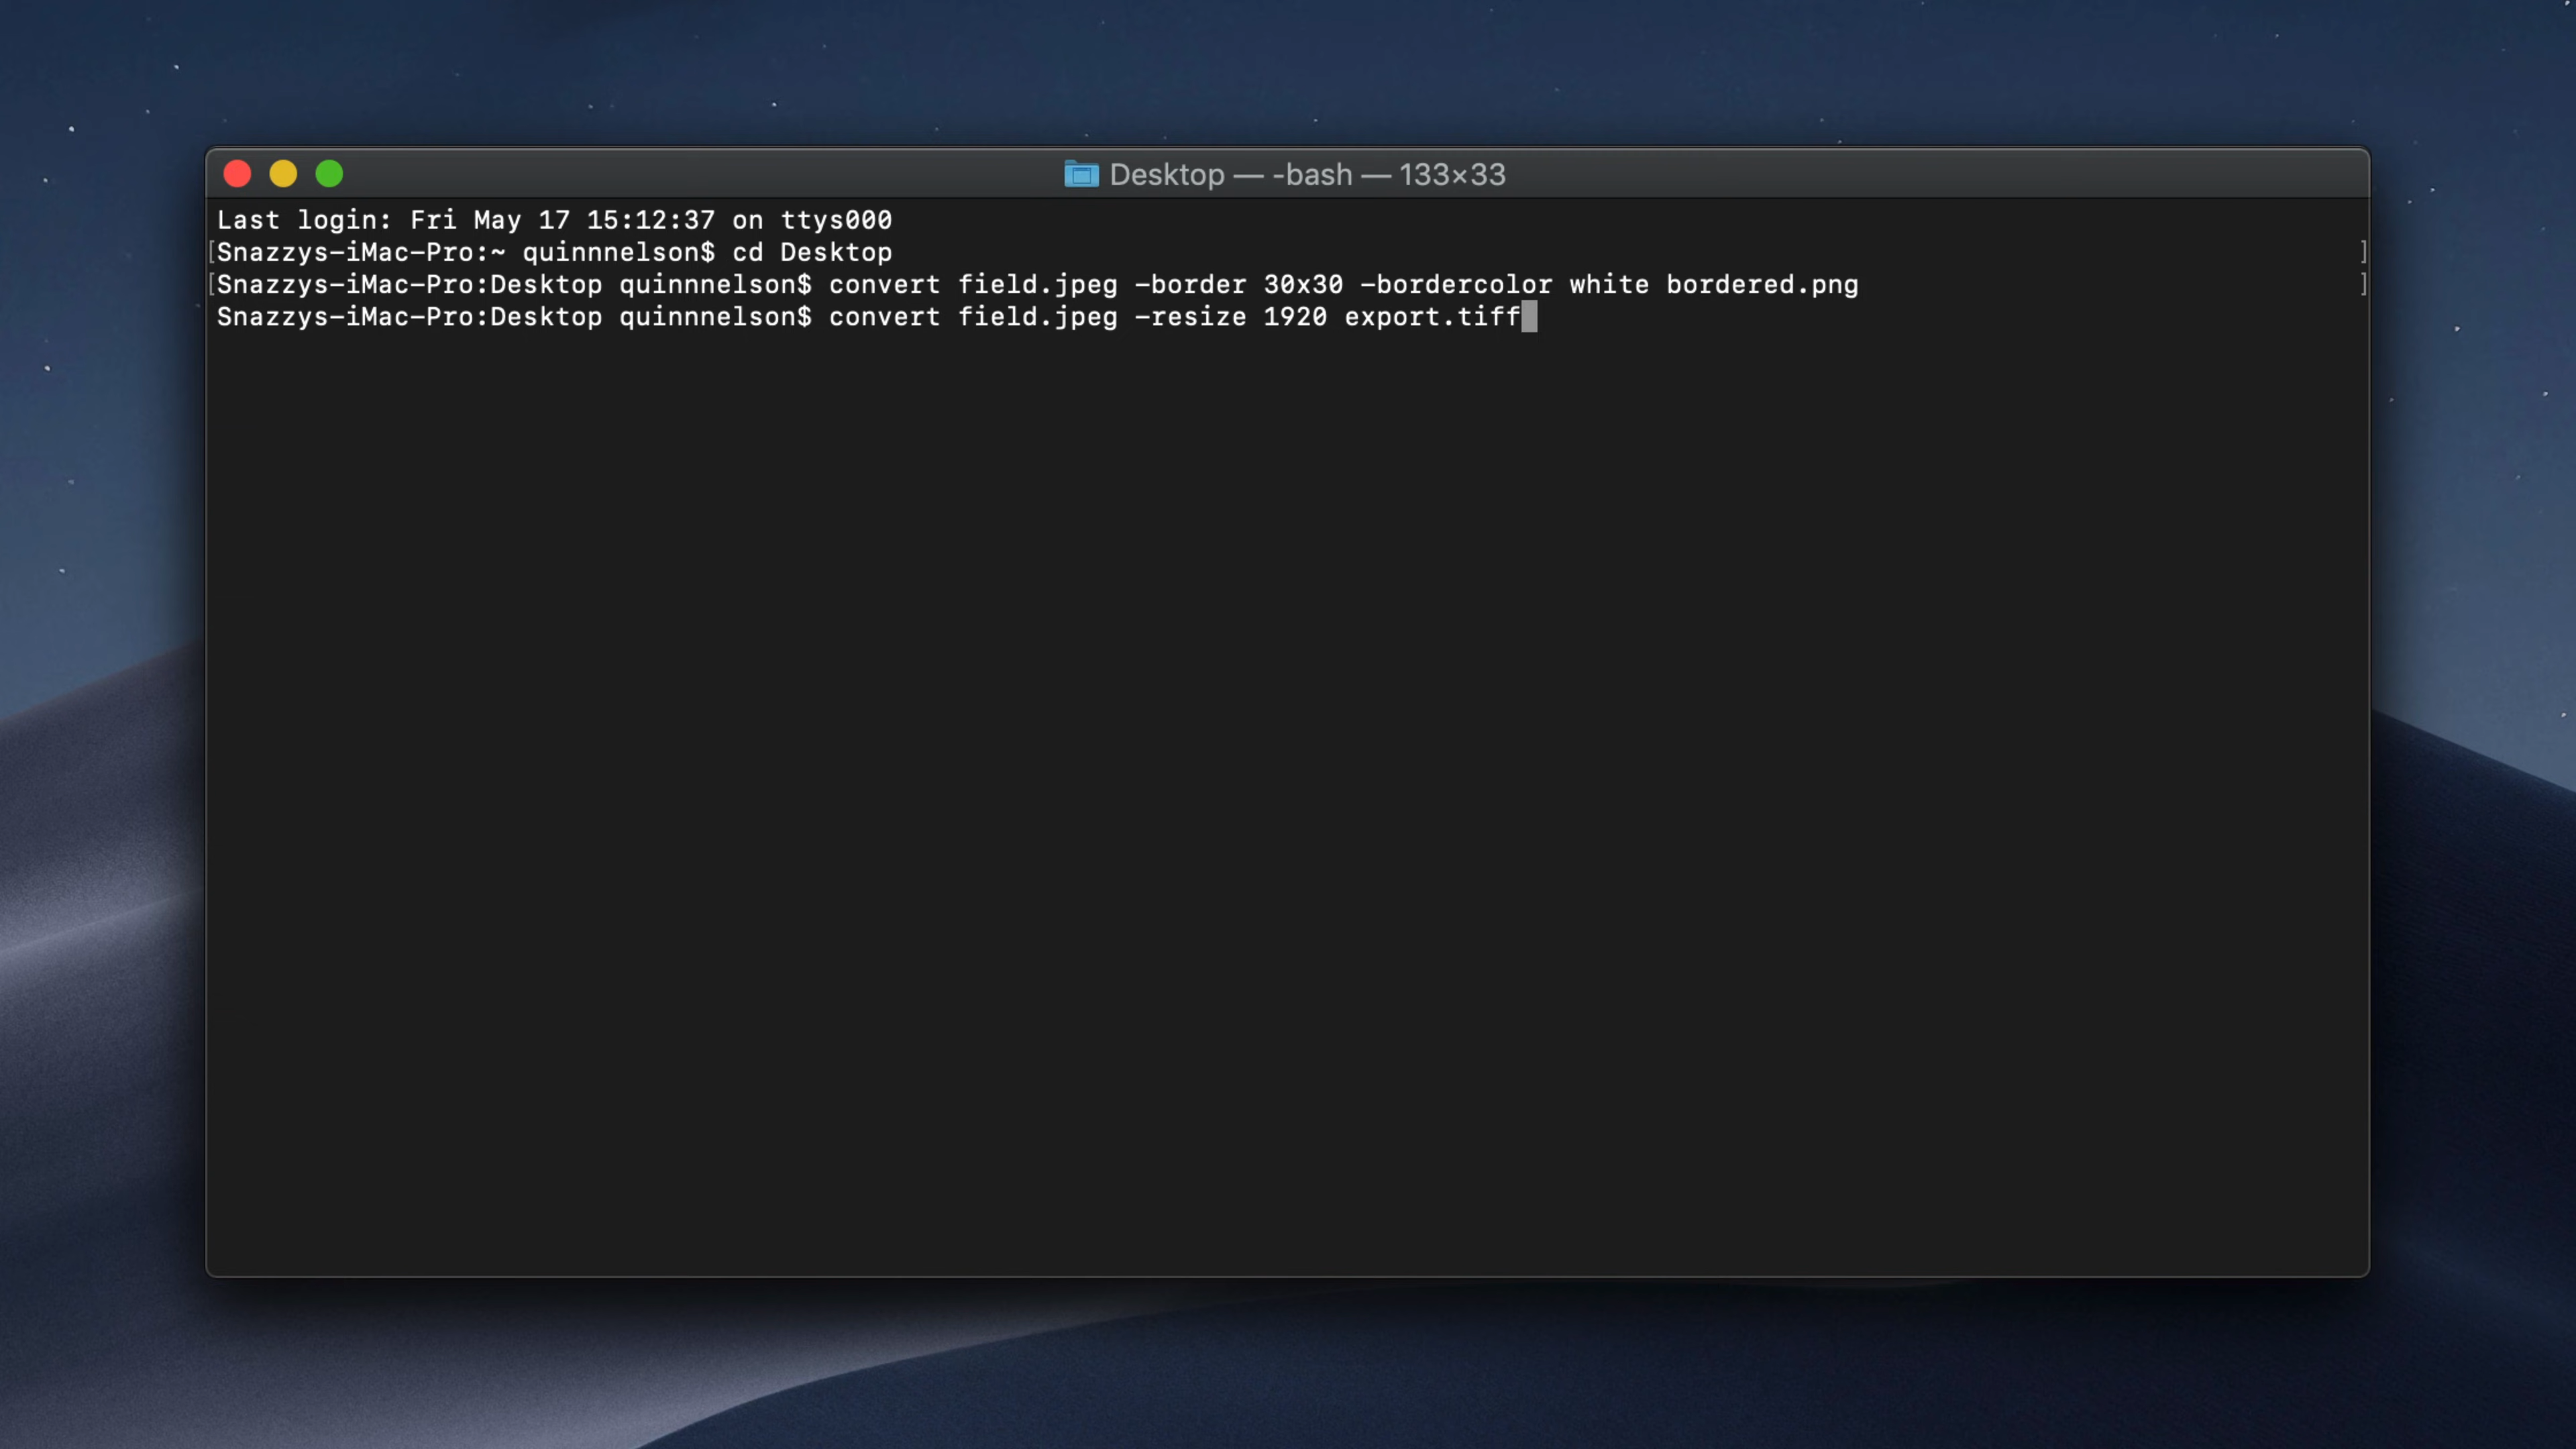 Desktop — -bash — 133×33
Last login: Fri May 17 15:12:37 on ttys000
[Snazzys-iMac-Pro:~ quinnnelson$ cd Desktop ]
[Snazzys-iMac-Pro:Desktop quinnnelson$ convert field.jpeg -border 30x30 -bordercolor white bordered.png ]
Snazzys-iMac-Pro:Desktop quinnnelson$ convert field.jpeg -resize 1920 export.tiff